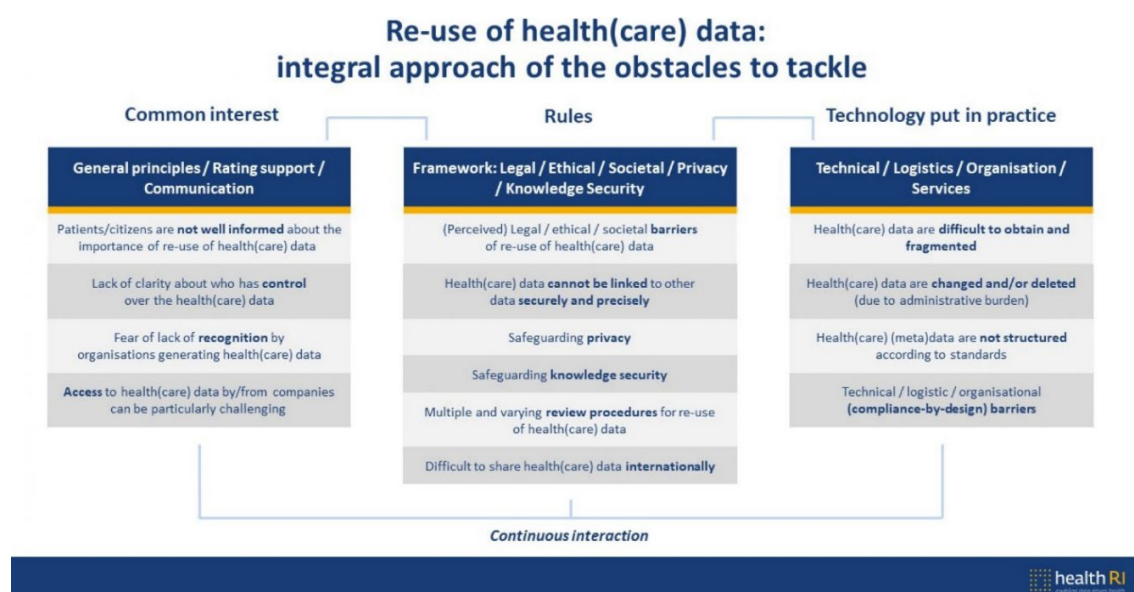 Re-use of health(care) data:
integral approach of the obstacles to tackle
Common interest
General principles / Rating support /
Communication
Patients/citizens are not well informed about the
importance of re-use of health(care) data
Lack of clarity about who has control
over the health(care) data
Fear of lack of recognition by
organisations generating health(care) data
Access to health(care) data by/from companies
can be particularly challenging
Rules
Framework: Legal / Ethical / Societal / Privacy
/ Knowledge Security
(Perceived) Legal / ethical / societal barriers
of re-use of health(care) data
Health(care) data cannot be linked to other
data securely and precisely
Safeguarding privacy
Safeguarding knowledge security
Multiple and varying review procedures for re-use
of health(care) data
Difficult to share health(care) data internationally
Technology put in practice
Technical / Logistics / Organisation /
Services
Health(care) data are difficult to obtain and
fragmented
Health(care) data are changed and/or deleted
(due to administrative burden)
Health(care) (meta)data are not structured
according to standards
Technical / logistic / organisational
(compliance-by-design) barriers
Continuous interaction
health RI